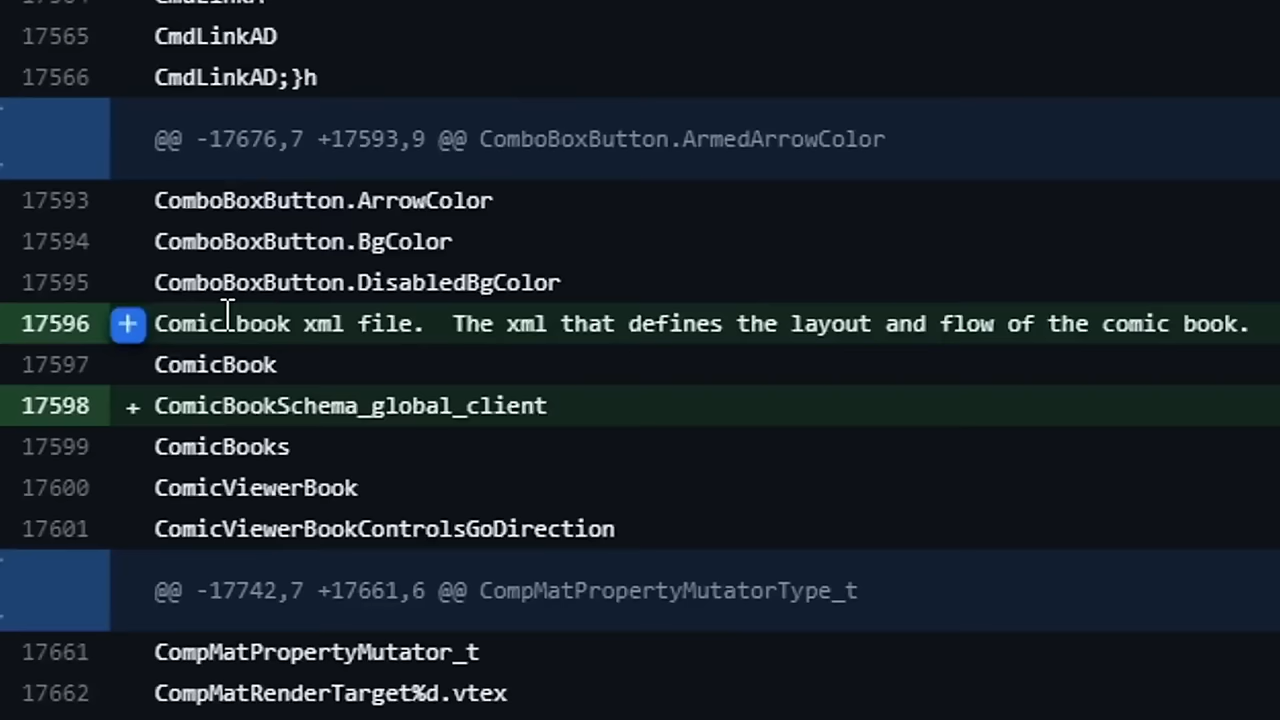 17565 CmdLinkAD
17566 CmdLinkAD;}h
@@ -17676,7 +17593,9 @@ ComboBoxButton.ArmedArrowColor
17593 ComboBoxButton.ArrowColor
17594 ComboBoxButton.BgColor
17595 ComboBoxButton.DisabledBgColor
17596 + Comic book xml file.  The xml that defines the layout and flow of the comic book.
17597 ComicBook
17598 + ComicBookSchema_global_client
17599 ComicBooks
17600 ComicViewerBook
17601 ComicViewerBookControlsGoDirection
@@ -17742,7 +17661,6 @@ CompMatPropertyMutatorType_t
17661 CompMatPropertyMutator_t
17662 CompMatRenderTarget%d.vtex